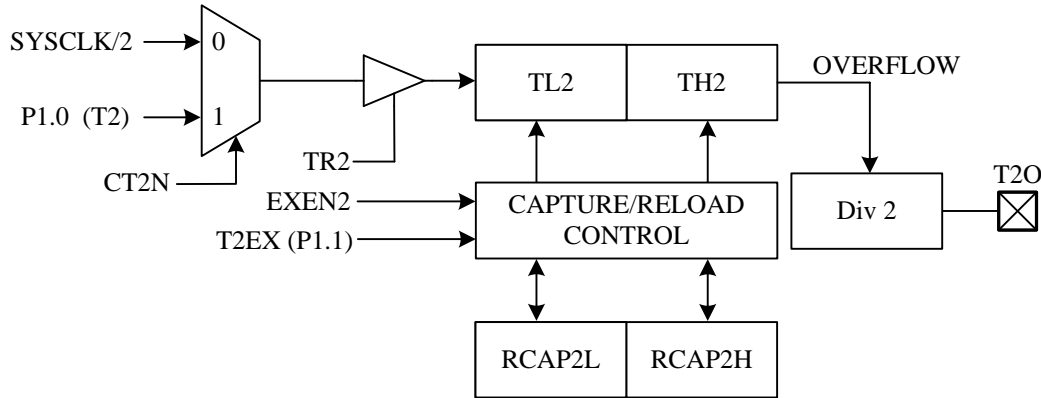 SYSCLK/2
0
P1.0 (T2)
1
CT2N
TR2
TL2
TH2
OVERFLOW
EXEN2
T2EX (P1.1)
CAPTURE/RELOAD
CONTROL
Div 2
T2O
RCAP2L
RCAP2H